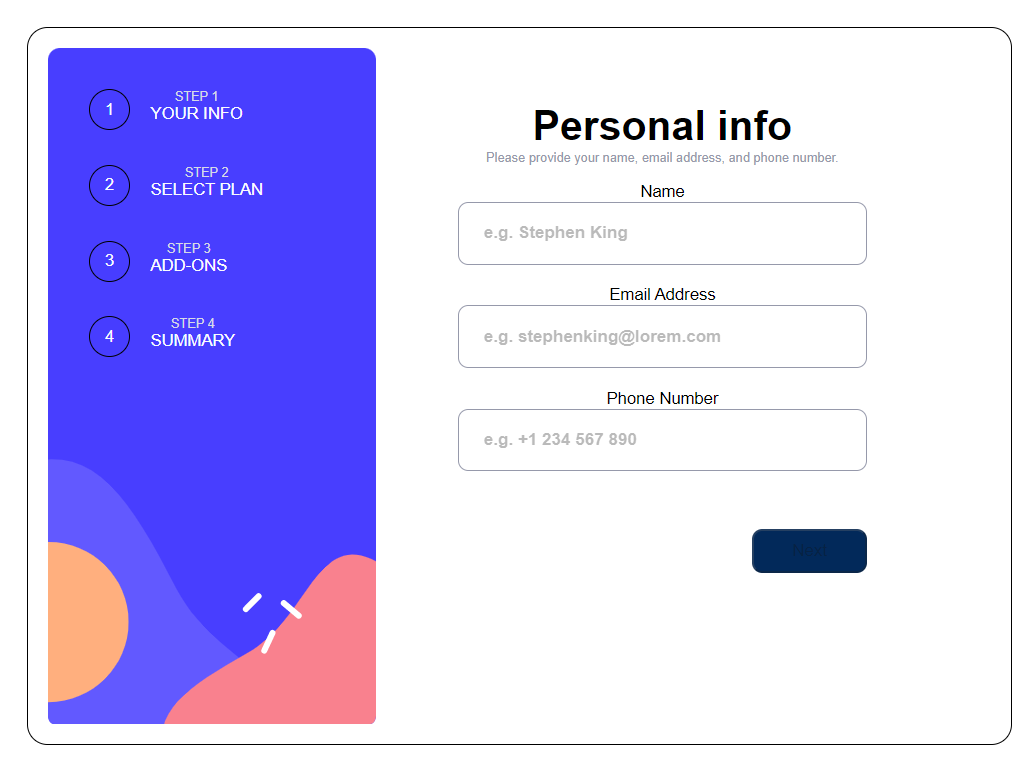 1
STEP 1
YOUR INFO
2
STEP 2
SELECT PLAN
3
STEP 3
ADD-ONS
4
STEP 4
SUMMARY
Personal info
Please provide your name, email address, and phone number.
Name
e.g. Stephen King
Email Address
e.g. stephenking@lorem.com
Phone Number
e.g. +1 234 567 890
Next